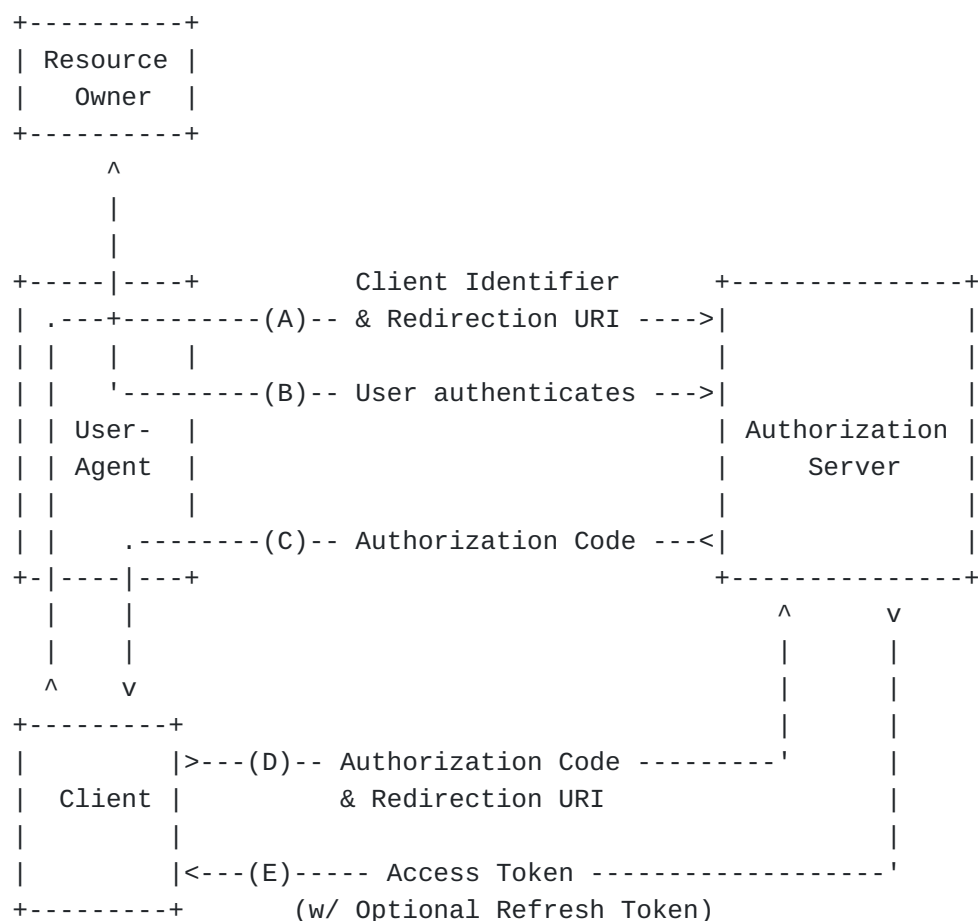 +----------+
| Resource |
|   Owner  |
+----------+
     ^
     |
     |
+-----|----+          Client Identifier      +---------------+
| .---+---------(A)-- & Redirection URI ---->|               |
| |   |    |                                 |               |
| |   '---------(B)-- User authenticates --->|               |
| | User-  |                                 | Authorization |
| | Agent  |                                 |     Server    |
| |        |                                 |               |
| |    .--------(C)-- Authorization Code ---<|               |
+-|----|---+                                 +---------------+
  |    |                                         ^      v
  |    |                                         |      |
  ^    v                                         |      |
+---------+                                      |      |
|         |>---(D)-- Authorization Code ---------'      |
|  Client |          & Redirection URI                  |
|         |                                             |
|         |<---(E)----- Access Token -------------------'
+---------+       (w/ Optional Refresh Token)